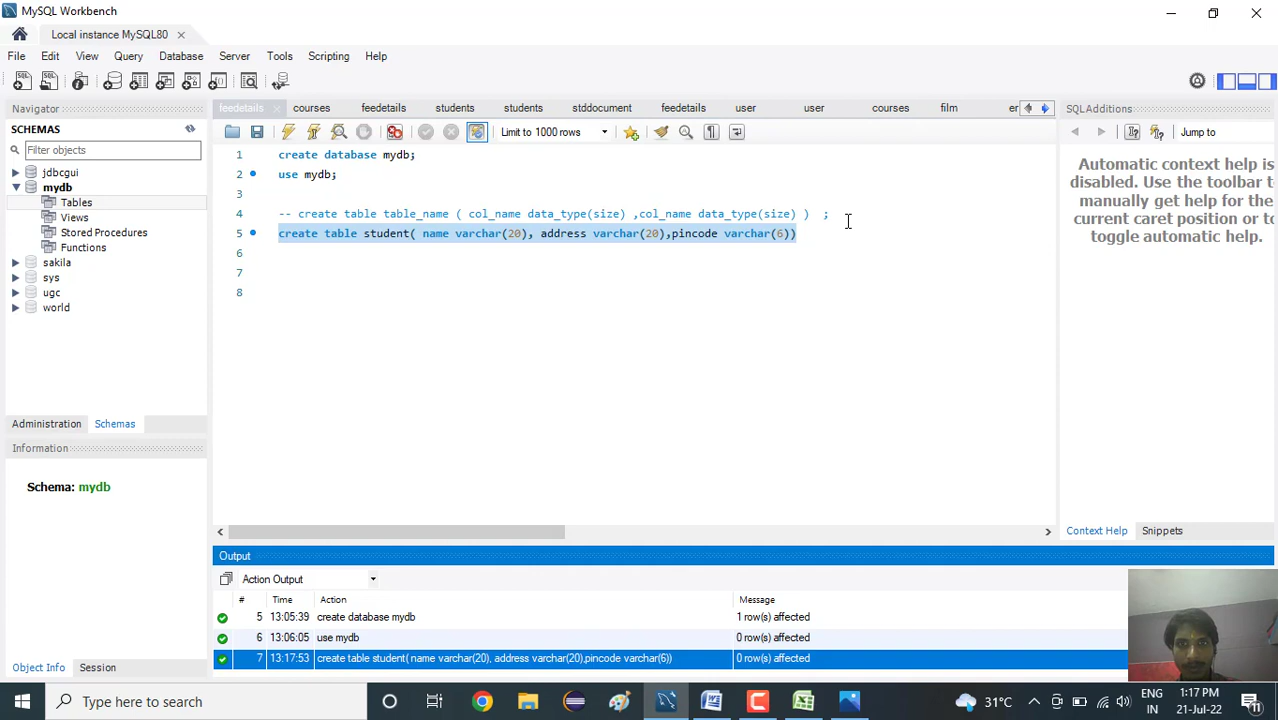 MySQL Workbench
Local instance MySQL80
File Edit View Query Database Server Tools Scripting Help
Navigator
SCHEMAS
Filter objects
jdbcgui
mydb
Tables
Views
Stored Procedures
Functions
sakila
sys
ugc
world
Administration Schemas
Information
Schema: mydb
Object Info Session
feedetails courses feedetails students students stddocument feedetails user user courses film er
Limit to 1000 rows
1 create database mydb;
2 use mydb;
3
4 -- create table table_name ( col_name data_type(size) ,col_name data_type(size) ) ;
5 create table student( name varchar(20), address varchar(20),pincode varchar(6))
6
7
8
SQLAdditions
Jump to
Automatic context help is
disabled. Use the toolbar to
manually get help for the
current caret position or to
toggle automatic help.
Context Help Snippets
Output
Action Output
# Time Action Message
5 13:05:39 create database mydb 1 row(s) affected
6 13:06:05 use mydb 0 row(s) affected
7 13:17:53 create table student( name varchar(20), address varchar(20),pincode varchar(6)) 0 row(s) affected
Type here to search
31°C
ENG
IN
1:17 PM
21-Jul-22
11